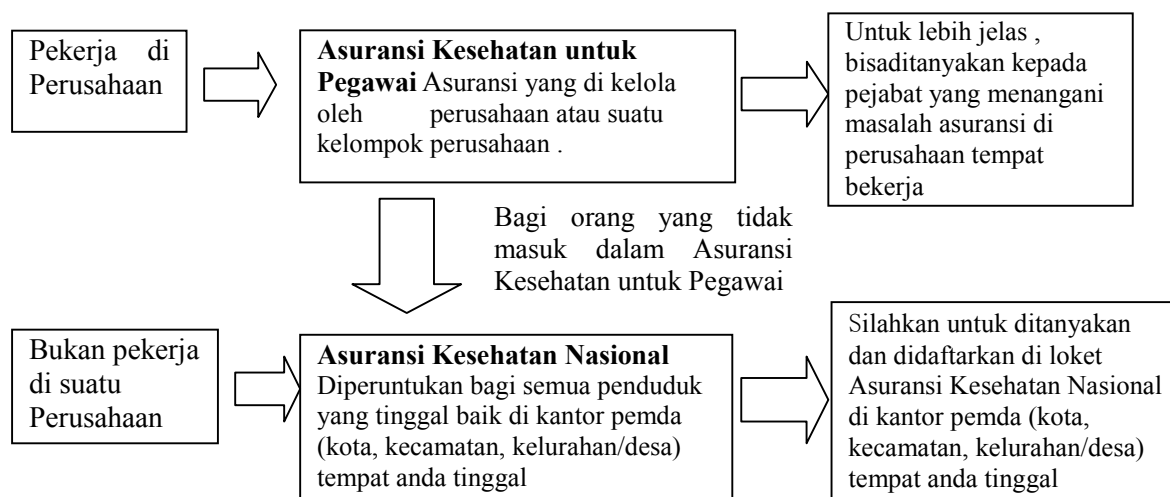 Pekerja di
Perusahaan
Asuransi Kesehatan untuk
Pegawai Asuransi yang di kelola
oleh perusahaan atau suatu
kelompok perusahaan .
Untuk lebih jelas ,
bisaditanyakan kepada
pejabat yang menangani
masalah asuransi di
perusahaan tempat
bekerja
Bagi orang yang tidak
masuk dalam Asuransi
Kesehatan untuk Pegawai
Bukan pekerja
di suatu
Perusahaan
Asuransi Kesehatan Nasional
Diperuntukan bagi semua penduduk
yang tinggal baik di kantor pemda
(kota, kecamatan, kelurahan/desa)
tempat anda tinggal
Silahkan untuk ditanyakan
dan didaftarkan di loket
Asuransi Kesehatan Nasional
di kantor pemda (kota,
kecamatan, kelurahan/desa)
tempat anda tinggal